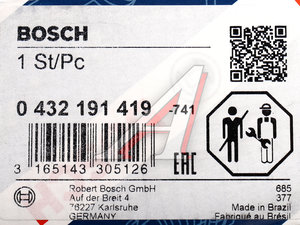 BOSCH
1 St/Pc
0 432 191 419 -741
3 165143 305126
EAC
Robert Bosch GmbH
Auf der Breit 4
76227 Karlsruhe
GERMANY
685
377
Made in Brazil
Fabriqué au Brésil